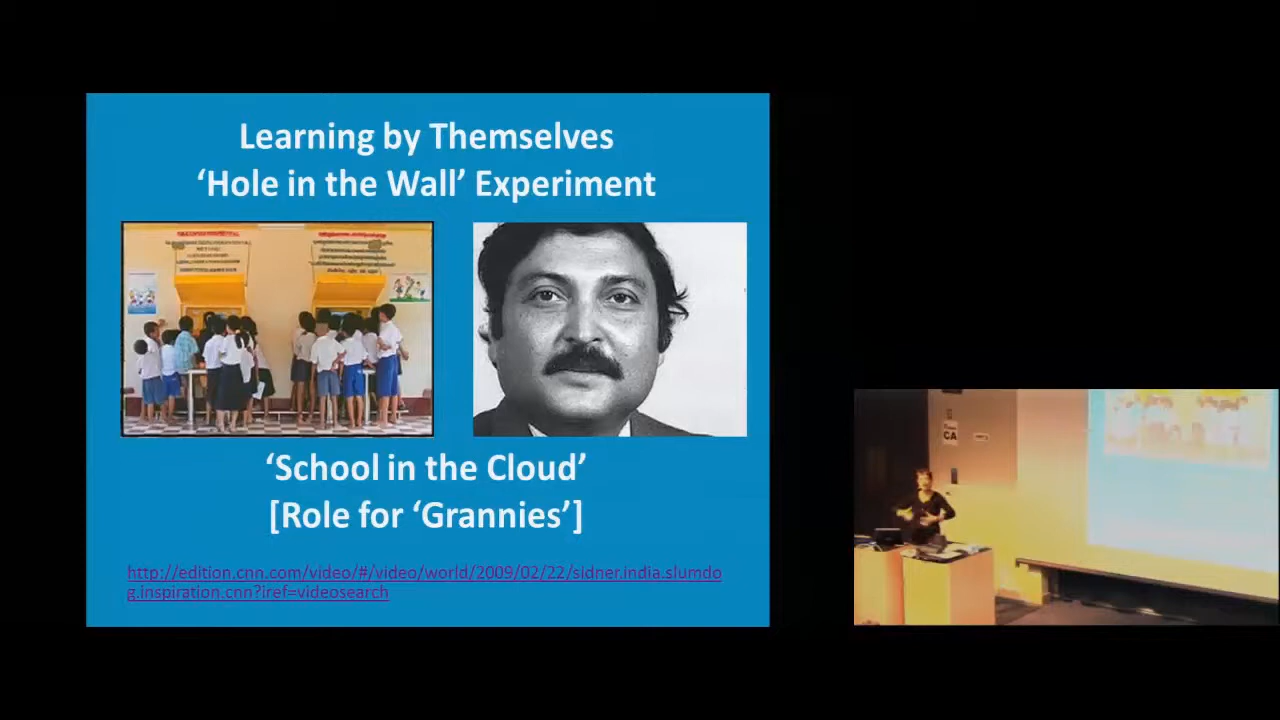 Learning by Themselves
‘Hole in the Wall’ Experiment
‘School in the Cloud’
[Role for ‘Grannies’]
http://edition.cnn.com/video/#/video/world/2009/02/22/sidner.india.slumdo
g.inspiration.cnn?iref=videosearch
CA